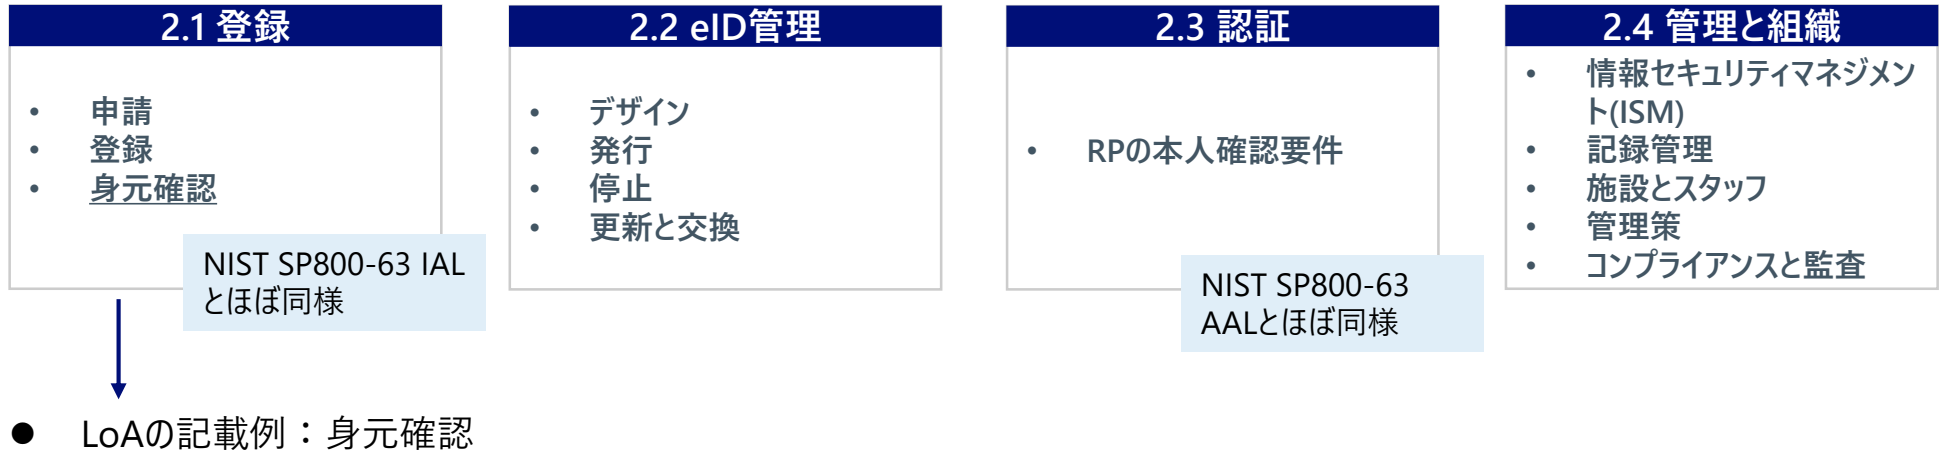 2.1 登録
• 申請
• 登録
• 身元確認
NIST SP800-63 IAL
とほぼ同様
2.2 eID管理
• デザイン
• 発行
• 停止
• 更新と交換
2.3 認証
• RPの本人確認要件
NIST SP800-63
AALとほぼ同様
2.4 管理と組織
• 情報セキュリティマネジメン
ト(ISM)
• 記録管理
• 施設とスタッフ
• 管理策
• コンプライアンスと監査
● LoAの記載例：身元確認